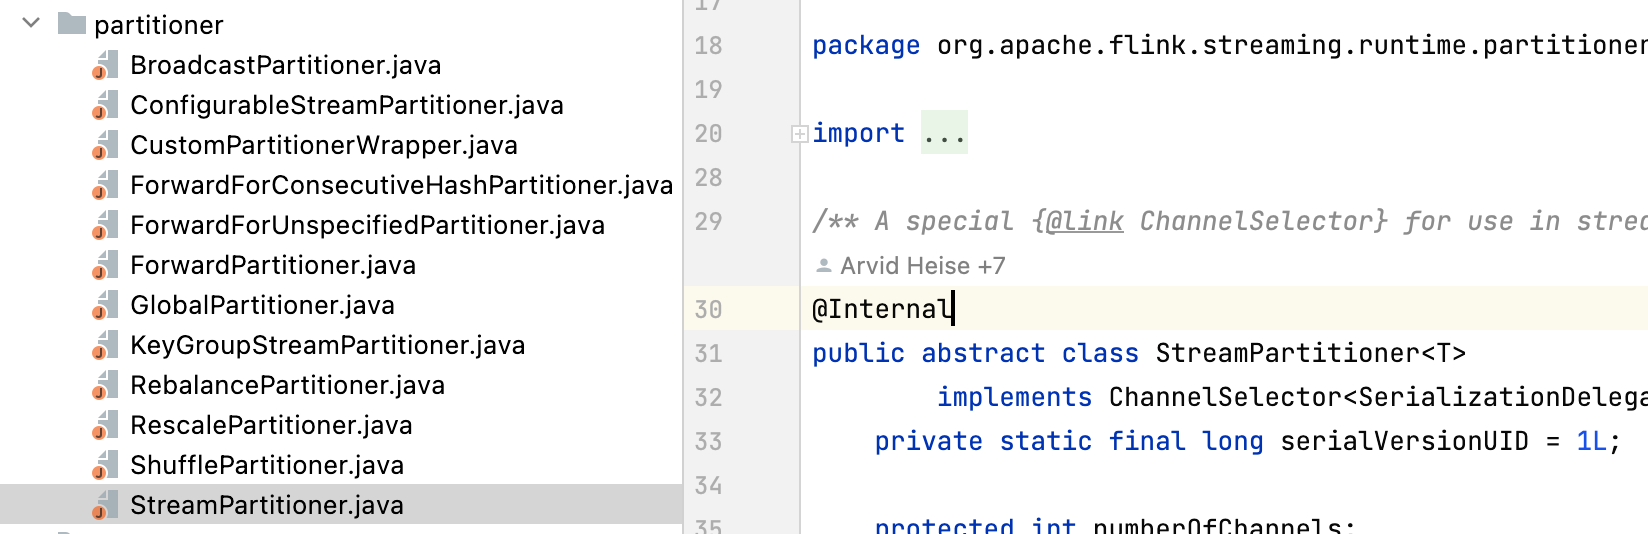 partitioner
BroadcastPartitioner.java
ConfigurableStreamPartitioner.java
CustomPartitionerWrapper.java
ForwardForConsecutiveHashPartitioner.java
ForwardForUnspecifiedPartitioner.java
ForwardPartitioner.java
GlobalPartitioner.java
KeyGroupStreamPartitioner.java
RebalancePartitioner.java
RescalePartitioner.java
ShufflePartitioner.java
StreamPartitioner.java
17
18 package org.apache.flink.streaming.runtime.partitioner
19
20 import ...
28
29 /** A special {@link ChannelSelector} for use in strea
Arvid Heise +7
30 @Internal
31 public abstract class StreamPartitioner<T>
32 implements ChannelSelector<SerializationDelega
33 private static final long serialVersionUID = 1L;
34
35 protected int numberOfChannels;